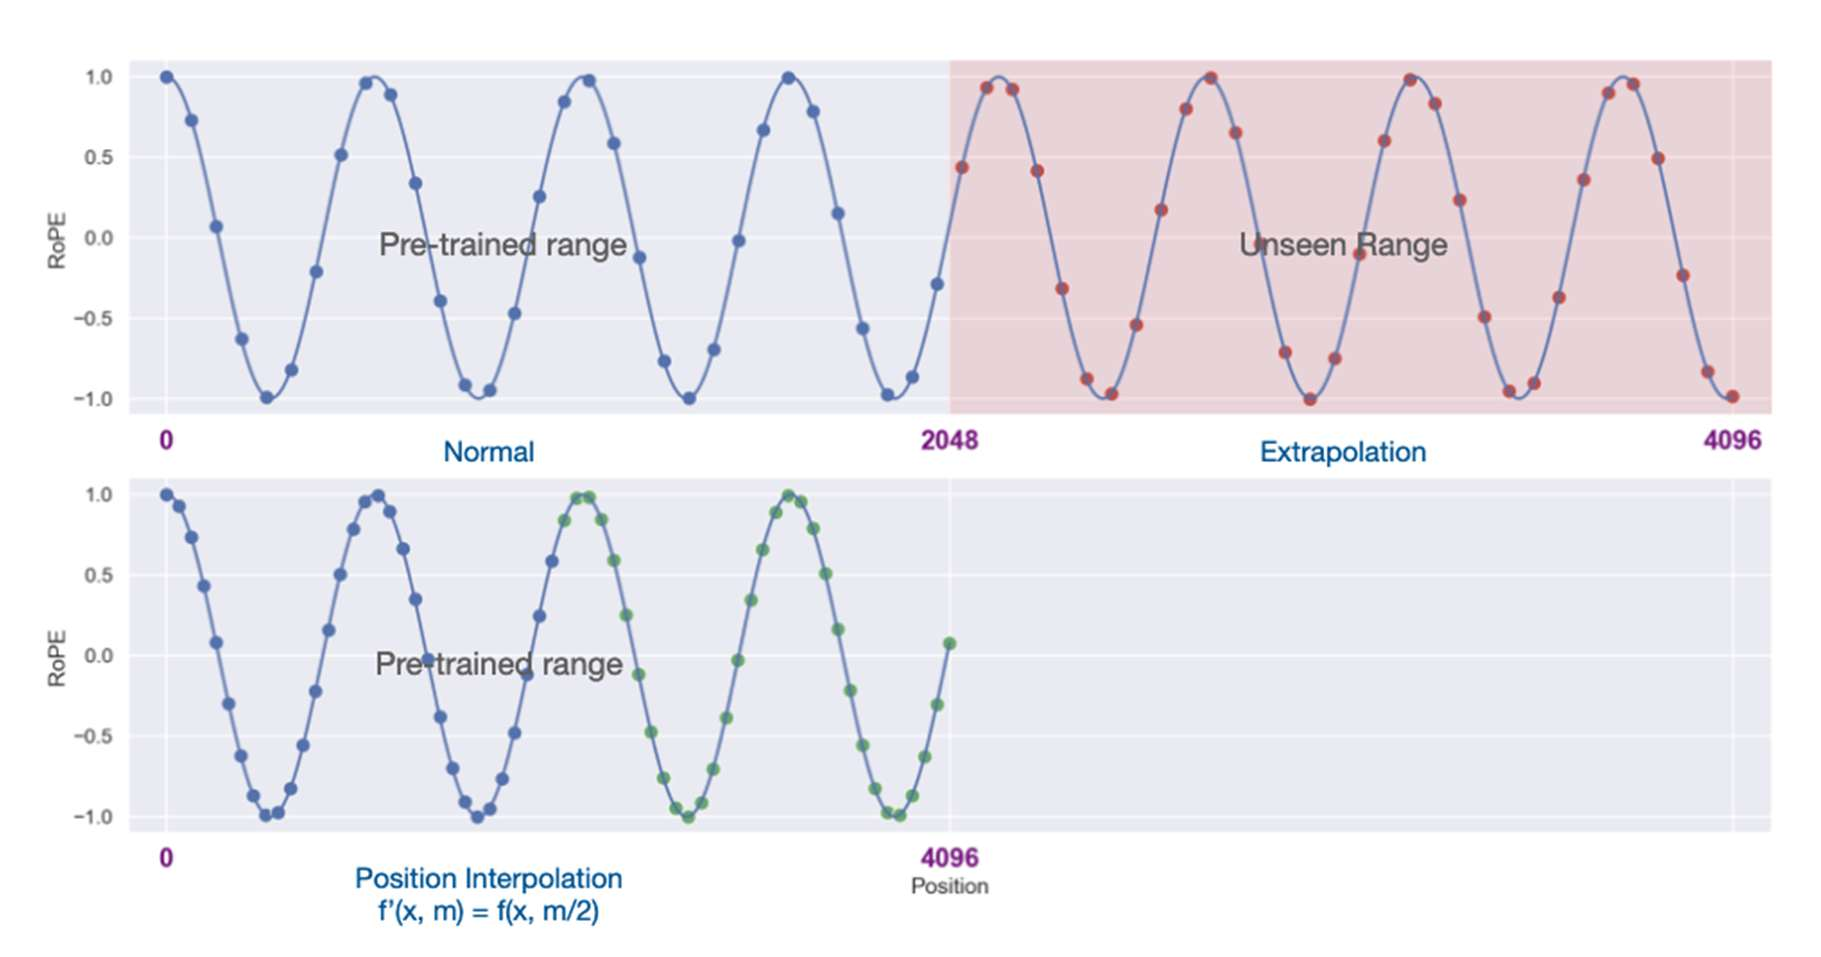 1.0
0.5
0.0
−0.5
−1.0
RoPE
Pre-trained range
Unseen Range
0
2048
4096
Normal
Extrapolation
1.0
0.5
0.0
−0.5
−1.0
RoPE
Pre-trained range
0
4096
Position
Position Interpolation
f'(x, m) = f(x, m/2)